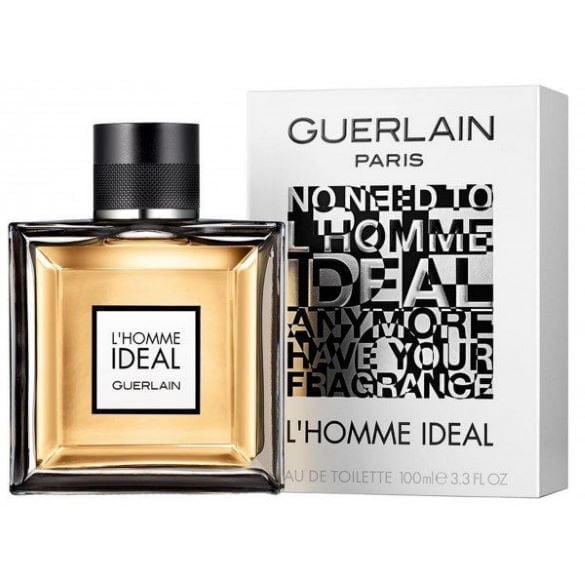 L'HOMME
IDEAL
GUERLAIN
GUERLAIN
PARIS
NO NEED TO
L'HOMME
IDEAL
ANYMORE
HAVE YOUR
FRAGRANCE
L'HOMME IDEAL
EAU DE TOILETTE 100ml℮3.3 FL OZ